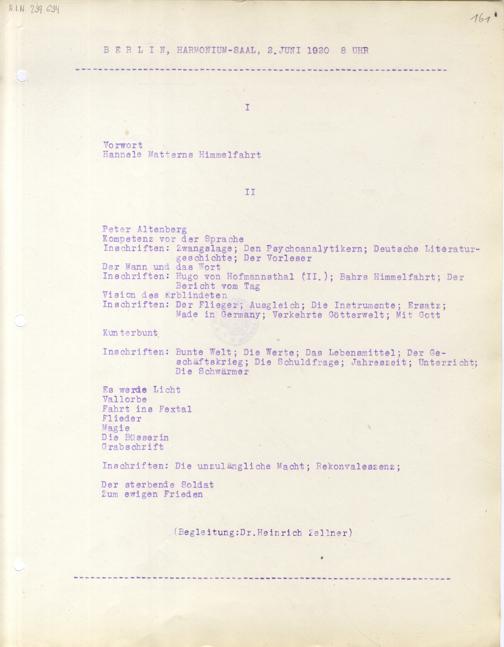 I.N. 239.694
161
B E R L I N, HARMONIUM-SAAL, 2.JUNI 1920 8 UHR
I
Vorwort
Hannele Matterns Himmelfahrt
II
Peter Altenberg
Kompetenz vor der Sprache
Inschriften: Zwangslage; Den Psychoanalytikern; Deutsche Literatur-
geschichte; Der Vorleser
Der Mann und das Wort
Inschriften: Hugo von Hofmannsthal (II.); Bahrs Himmelfahrt; Der
Bericht vom Tag
Vision des Erblindeten
Inschriften: Der Flieger; Ausgleich; Die Instrumente; Ersatz;
Made in Germany; Verkehrte Götterwelt; Mit Gott
Kunterbunt
Inschriften: Bunte Welt; Die Werte; Das Lebensmittel; Der Ge-
schäftskrieg; Die Schuldfrage; Jahreszeit; Unterricht;
Die Schwärmer
Es werde Licht
Vallorbe
Fahrt ins Fextal
Flieder
Magie
Die Büsserin
Grabschrift
Inschriften: Die unzulängliche Macht; Rekonvaleszenz;
Der sterbende Soldat
Zum ewigen Frieden
(Begleitung:Dr.Heinrich Zellner)